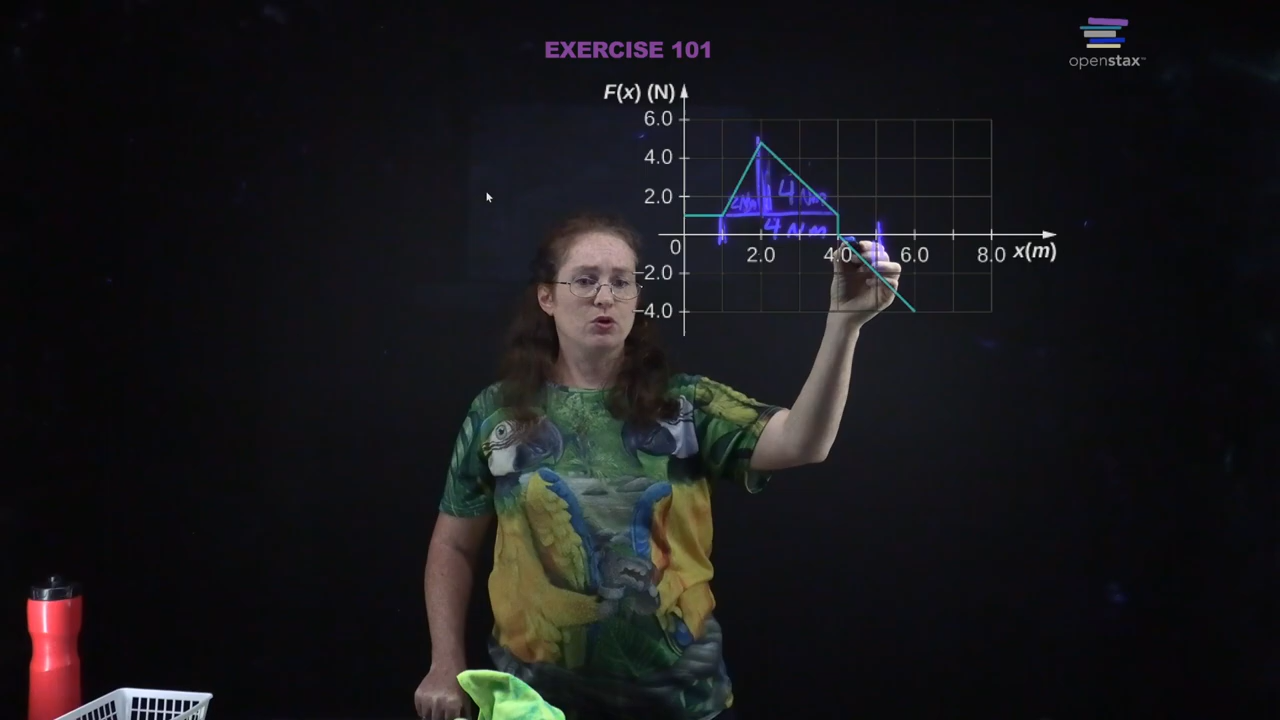 EXERCISE 101
openstax
F(x) (N)
6.0
4.0
2.0
2Nm
4 Nm
4 Nm
0
2.0
4.0
6.0
8.0
x(m)
−2.0
−4.0